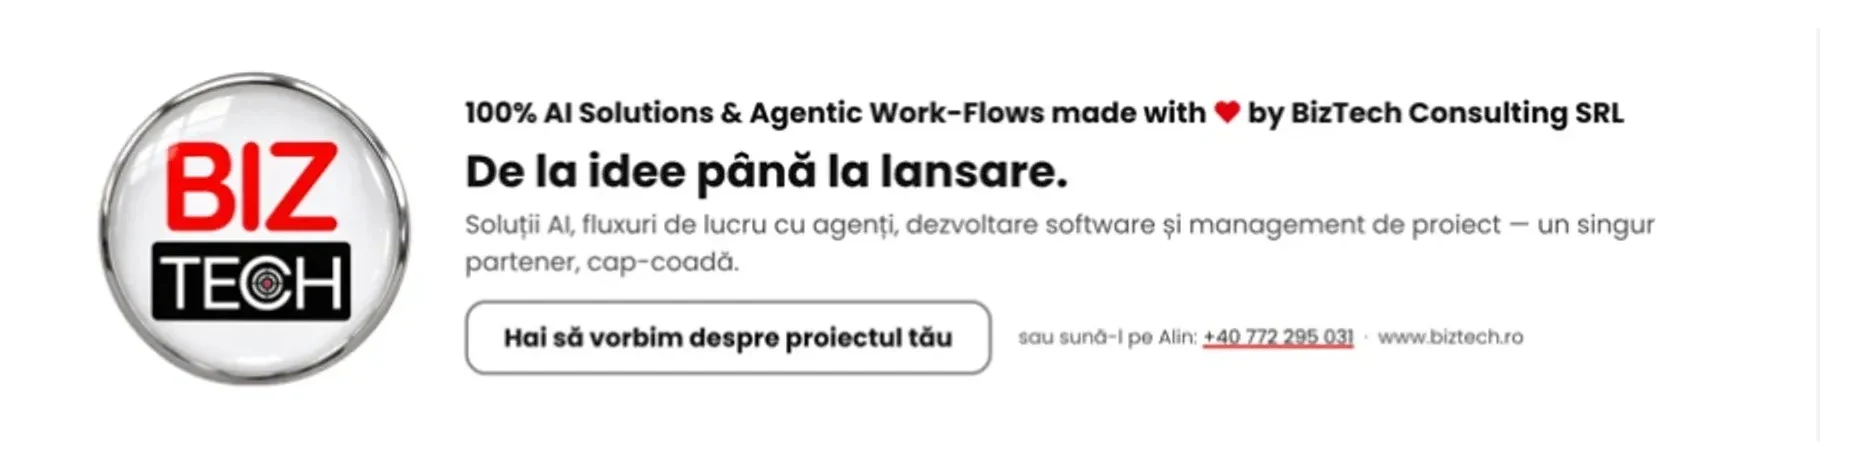 BIZ
TECH
100% AI Solutions & Agentic Work-Flows made with ❤ by BizTech Consulting SRL
De la idee până la lansare.
Soluții AI, fluxuri de lucru cu agenți, dezvoltare software și management de proiect — un singur
partener, cap-coadă.
Hai să vorbim despre proiectul tău
sau sună-l pe Alin: +40 772 295 031 · www.biztech.ro